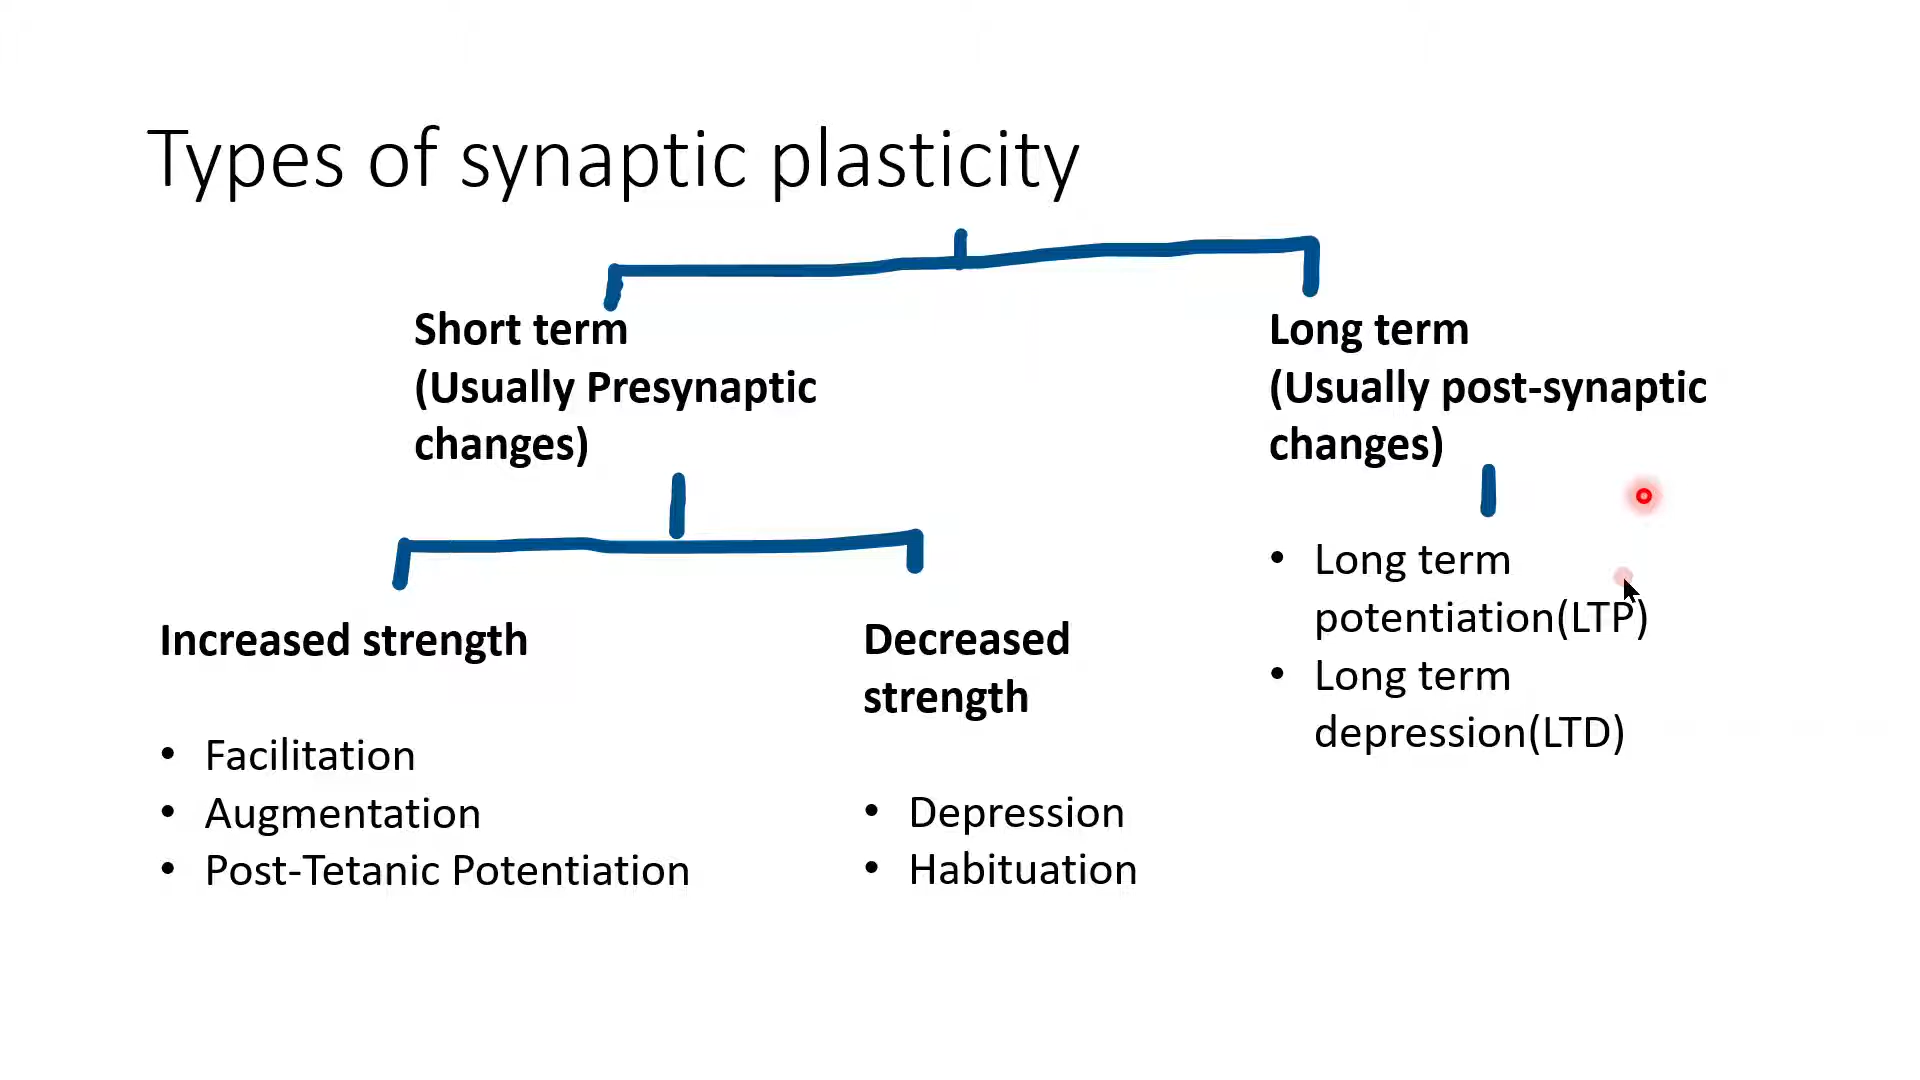 Types of synaptic plasticity
Short term
(Usually Presynaptic
changes)
Long term
(Usually post-synaptic
changes)
Increased strength
• Facilitation
• Augmentation
• Post-Tetanic Potentiation
Decreased
strength
• Depression
• Habituation
• Long term
potentiation(LTP)
• Long term
depression(LTD)